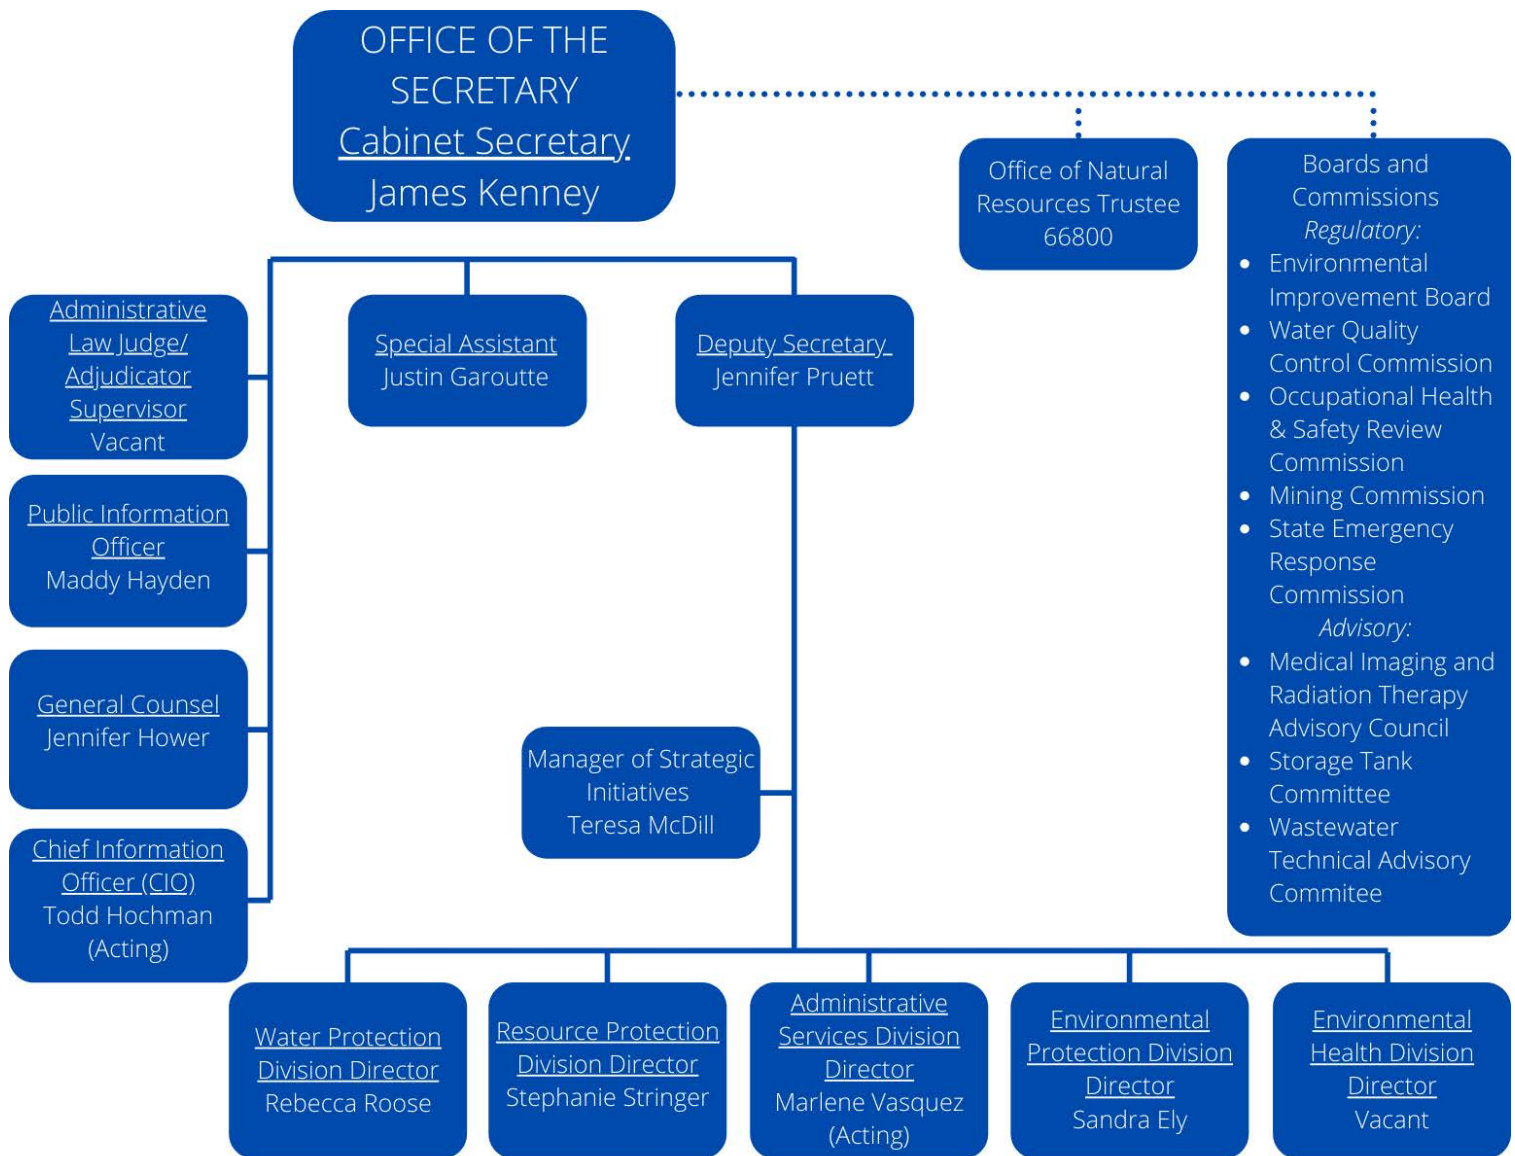 OFFICE OF THE
SECRETARY
Cabinet Secretary
James Kenney
Office of Natural
Resources Trustee
66800
Boards and
Commissions
Regulatory:
• Environmental
Improvement Board
• Water Quality
Control Commission
• Occupational Health
& Safety Review
Commission
• Mining Commission
• State Emergency
Response
Commission
Advisory:
• Medical Imaging and
Radiation Therapy
Advisory Council
• Storage Tank
Committee
• Wastewater
Technical Advisory
Commitee
Administrative
Law Judge/
Adjudicator
Supervisor
Vacant
Special Assistant
Justin Garoutte
Deputy Secretary
Jennifer Pruett
Public Information
Officer
Maddy Hayden
General Counsel
Jennifer Hower
Manager of Strategic
Initiatives
Teresa McDill
Chief Information
Officer (CIO)
Todd Hochman
(Acting)
Water Protection
Division Director
Rebecca Roose
Resource Protection
Division Director
Stephanie Stringer
Administrative
Services Division
Director
Marlene Vasquez
(Acting)
Environmental
Protection Division
Director
Sandra Ely
Environmental
Health Division
Director
Vacant